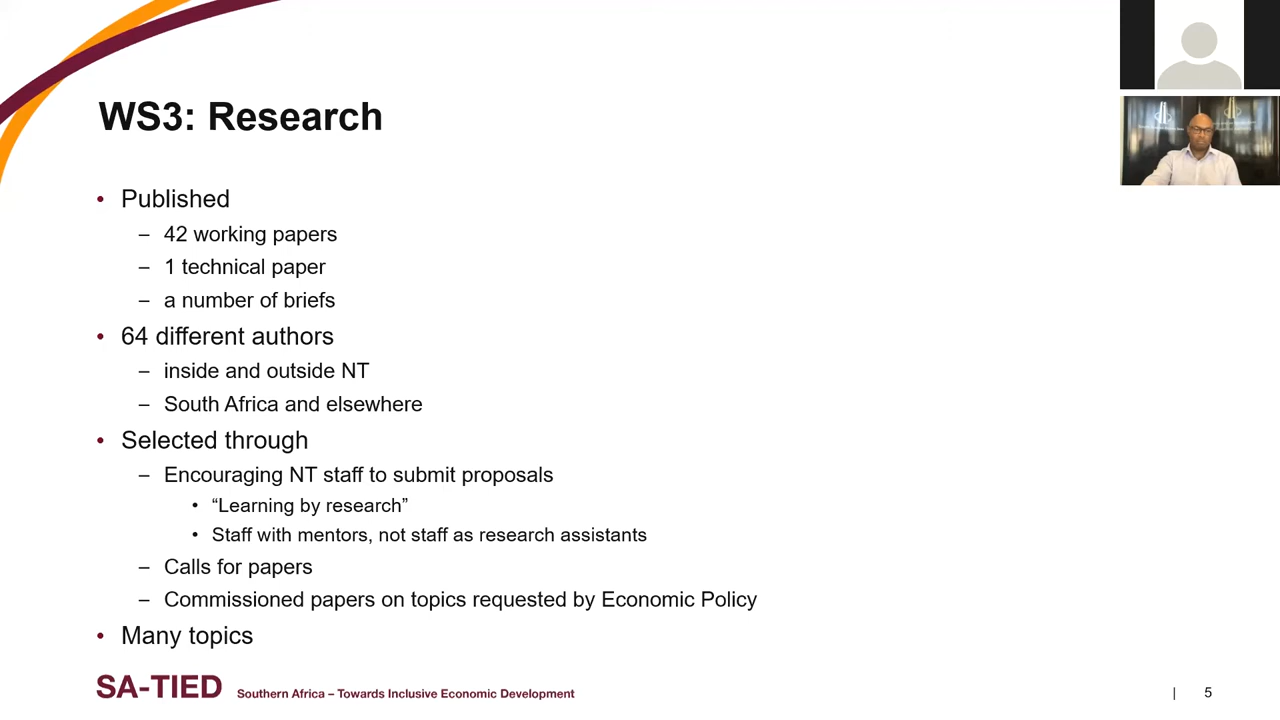 WS3: Research
• Published
– 42 working papers
– 1 technical paper
– a number of briefs
• 64 different authors
– inside and outside NT
– South Africa and elsewhere
• Selected through
– Encouraging NT staff to submit proposals
• “Learning by research”
• Staff with mentors, not staff as research assistants
– Calls for papers
– Commissioned papers on topics requested by Economic Policy
• Many topics
SA-TIED Southern Africa – Towards Inclusive Economic Development
| 5